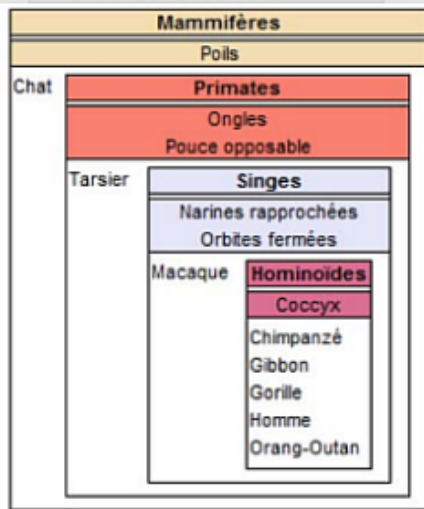 Mammifères
Poils
Chat
Primates
Ongles
Pouce opposable
Tarsier
Singes
Narines rapprochées
Orbites fermées
Macaque
Hominoïdes
Coccyx
Chimpanzé
Gibbon
Gorille
Homme
Orang-Outan